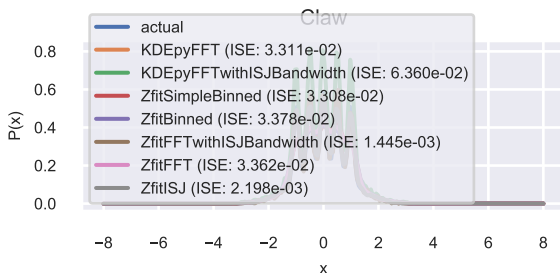 Claw
actual
KDEpyFFT (ISE: 3.311e-02)
KDEpyFFTwithISJBandwidth (ISE: 6.360e-02)
ZfitSimpleBinned (ISE: 3.308e-02)
ZfitBinned (ISE: 3.378e-02)
ZfitFFTwithISJBandwidth (ISE: 1.445e-03)
ZfitFFT (ISE: 3.362e-02)
ZfitISJ (ISE: 2.198e-03)
P(x)
0.8
0.6
0.4
0.2
0.0
−8 −6 −4 −2 0 2 4 6 8
x